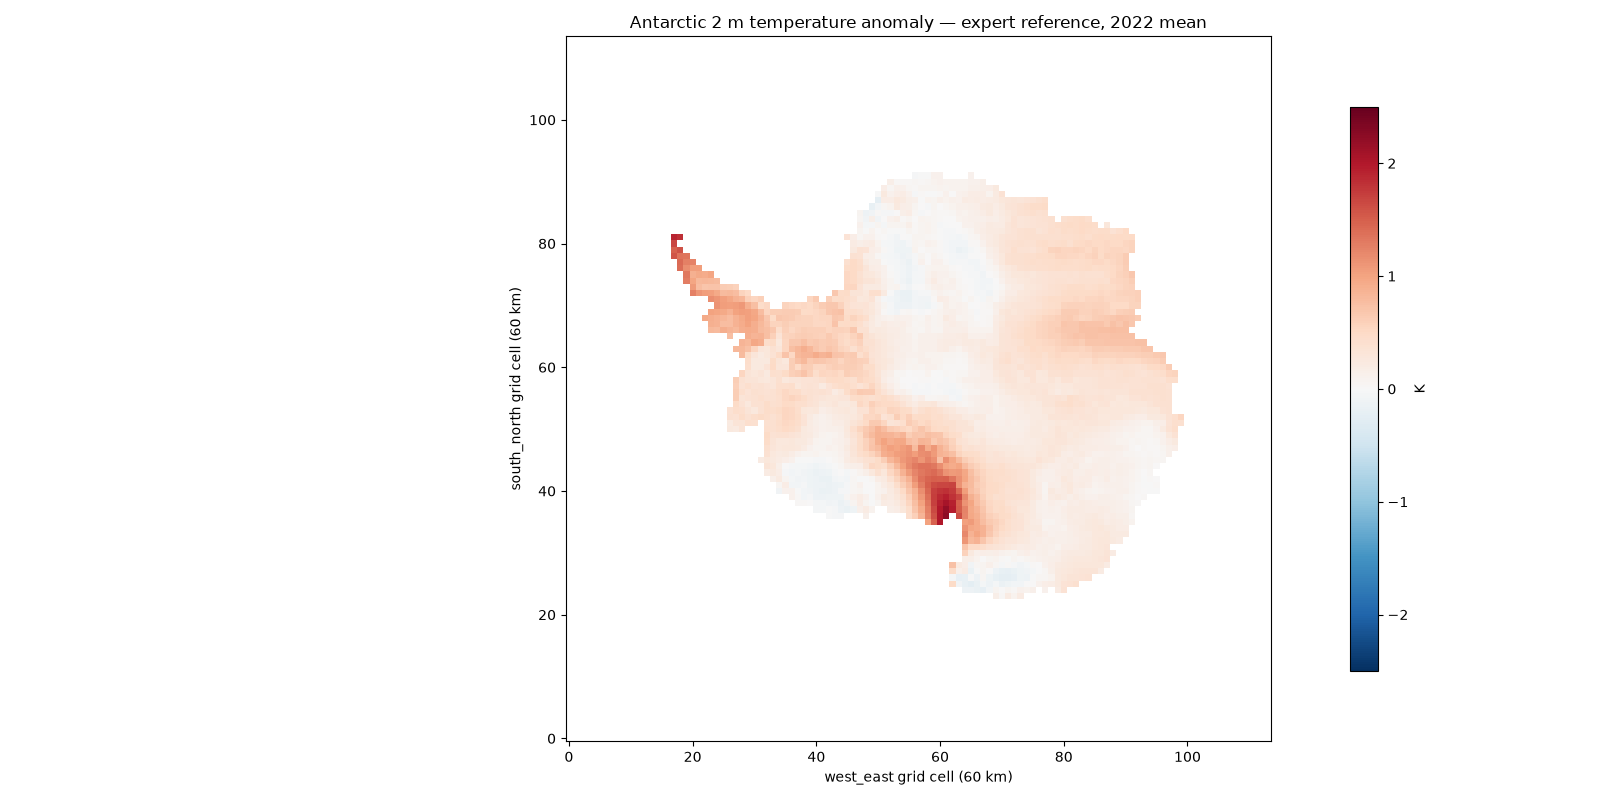 Antarctic 2 m temperature anomaly — expert reference, 2022 mean
100
80
60
40
20
0
0 20 40 60 80 100
south_north grid cell (60 km)
west_east grid cell (60 km)
2
1
0
−1
−2
K